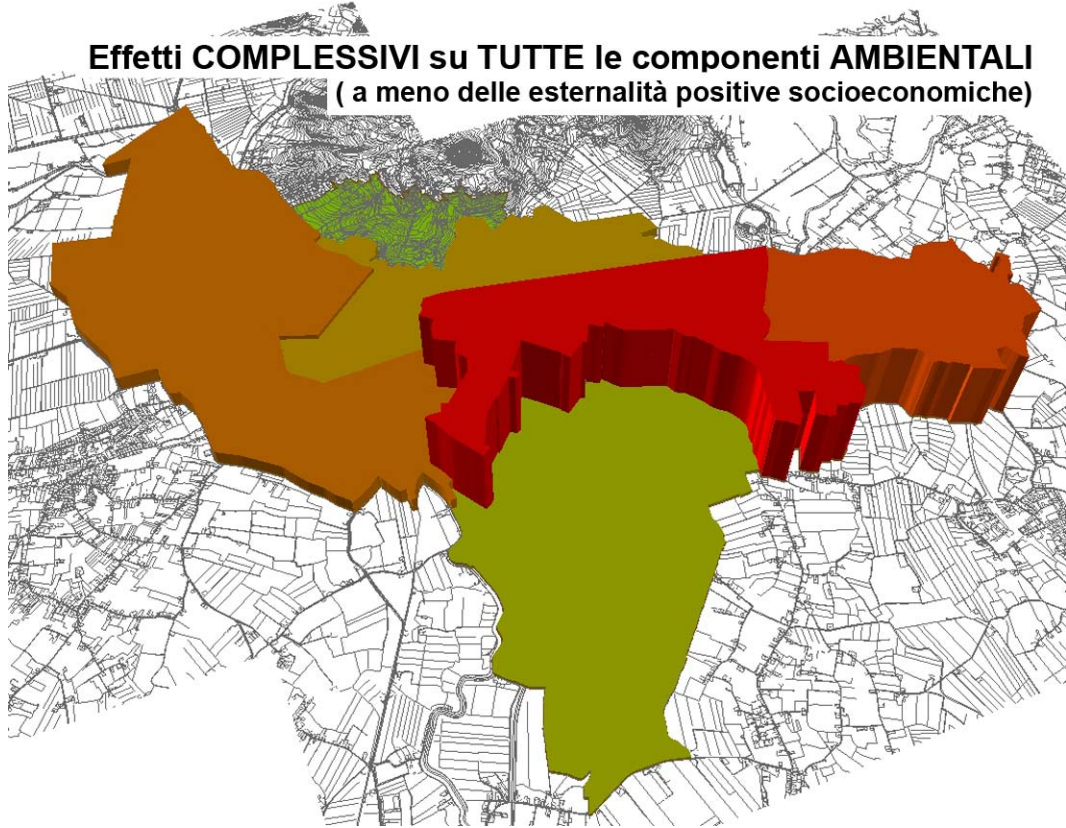 Effetti COMPLESSIVI su TUTTE le componenti AMBIENTALI
( a meno delle esternalità positive socioeconomiche)